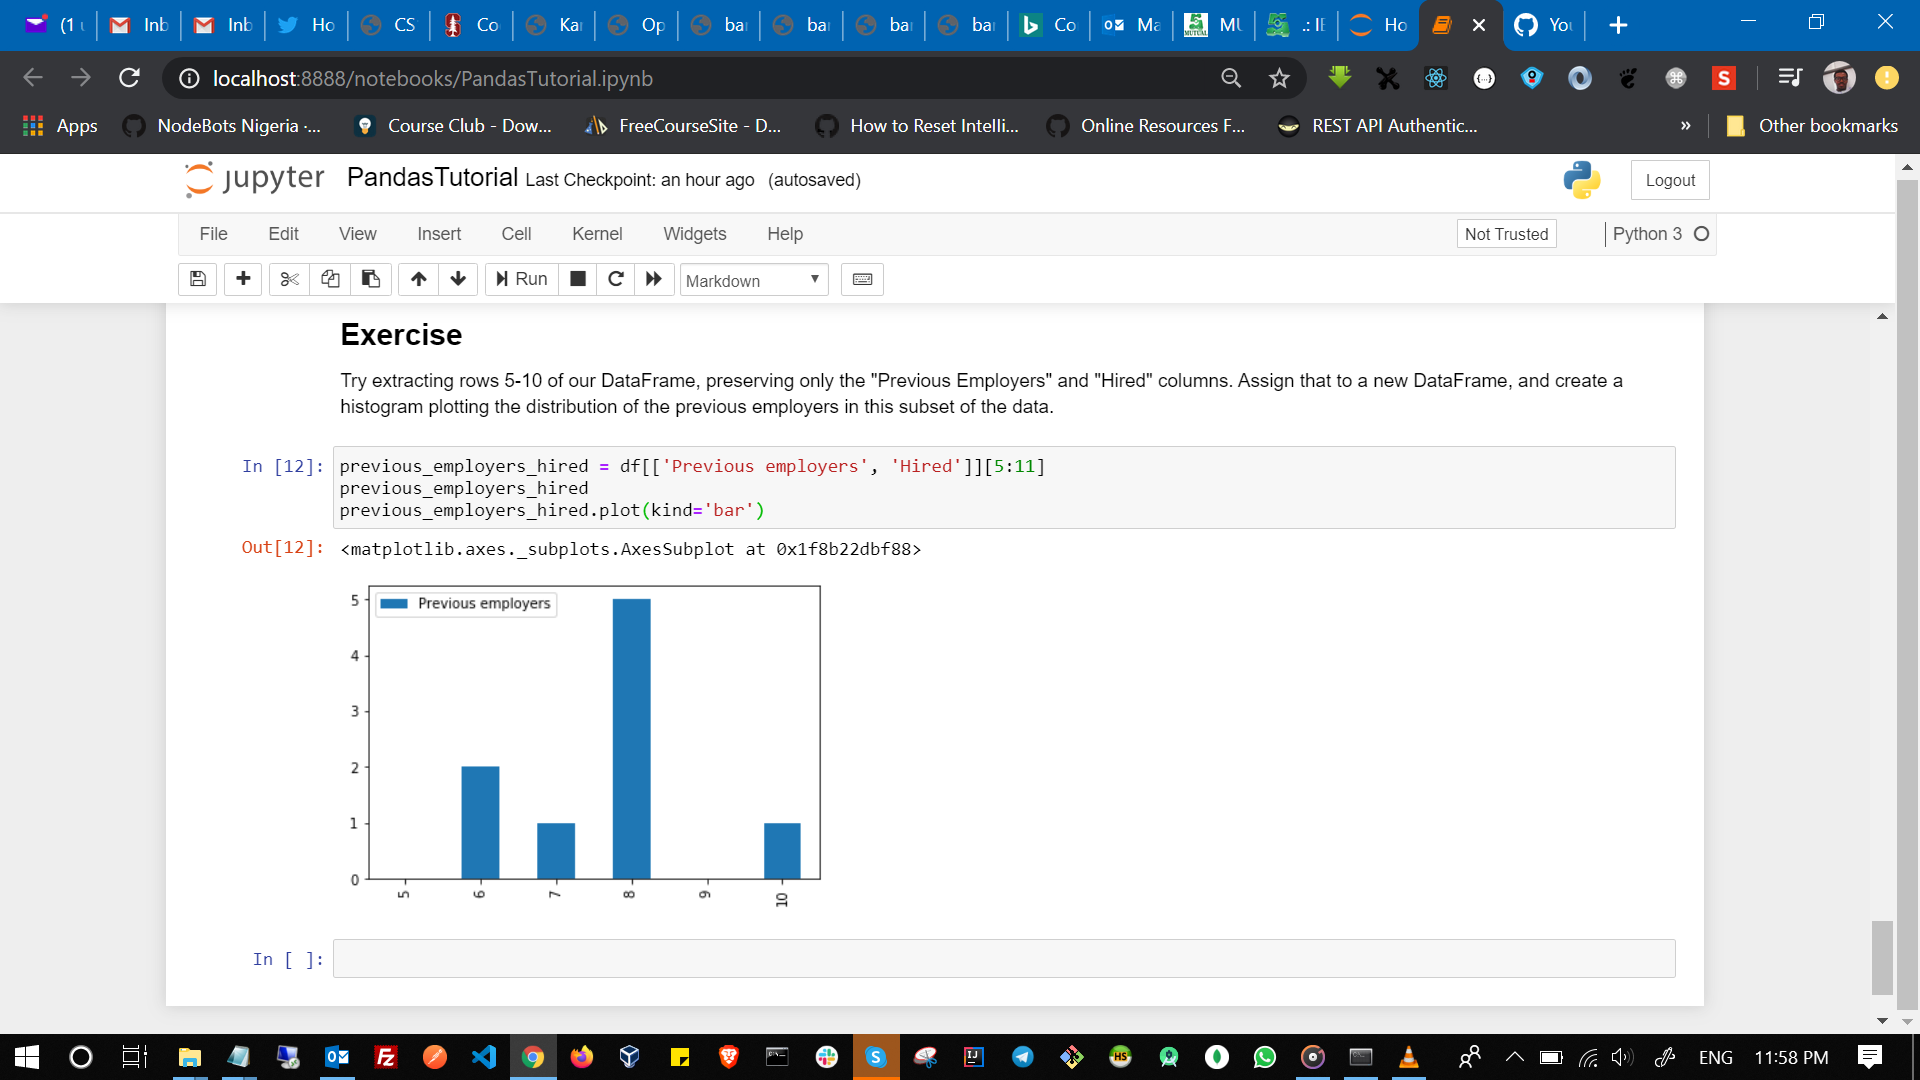 (1 u
Inb
Inb
Ho
CS
Co
Kar
Op
bar
bar
bar
bar
Co
Ma
MU
.: IE
Ho
You
localhost:8888/notebooks/PandasTutorial.ipynb
Apps
NodeBots Nigeria ·...
Course Club - Dow...
FreeCourseSite - D...
How to Reset Intelli...
Online Resources F...
REST API Authentic...
»
Other bookmarks
jupyter PandasTutorial Last Checkpoint: an hour ago (autosaved)
Logout
File Edit View Insert Cell Kernel Widgets Help
Not Trusted
Python 3
Run
Markdown
Exercise
Try extracting rows 5-10 of our DataFrame, preserving only the "Previous Employers" and "Hired" columns. Assign that to a new DataFrame, and create a
histogram plotting the distribution of the previous employers in this subset of the data.
In [12]:
previous_employers_hired = df[['Previous employers', 'Hired']][5:11]
previous_employers_hired
previous_employers_hired.plot(kind='bar')
Out[12]: <matplotlib.axes._subplots.AxesSubplot at 0x1f8b22dbf88>
Previous employers
5
4
3
2
1
0
5 6 7 8 9 10
In [ ]:
ENG
11:58 PM